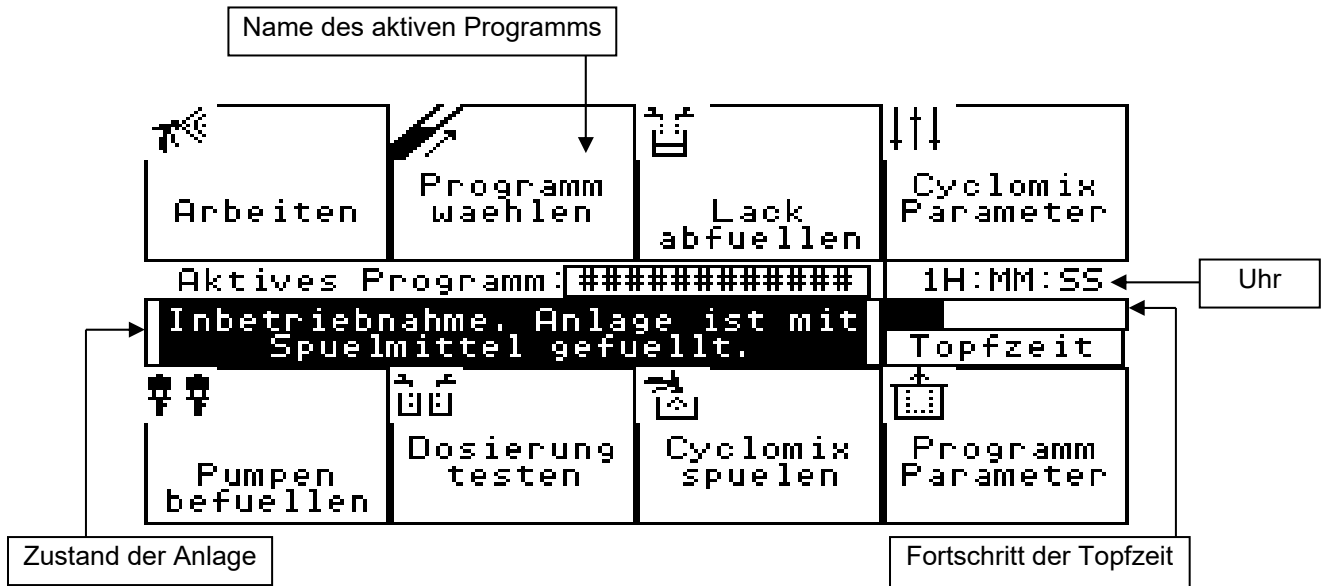 Name des aktiven Programms
Arbeiten
Programm
waehlen
Lack
abfuellen
Cyclomix
Parameter
Aktives Programm:############
1H:MM:SS
Uhr
Inbetriebnahme. Anlage ist mit
Spuelmittel gefuellt.
Topfzeit
Pumpen
befuellen
Dosierung
testen
Cyclomix
spuelen
Programm
Parameter
Zustand der Anlage
Fortschritt der Topfzeit